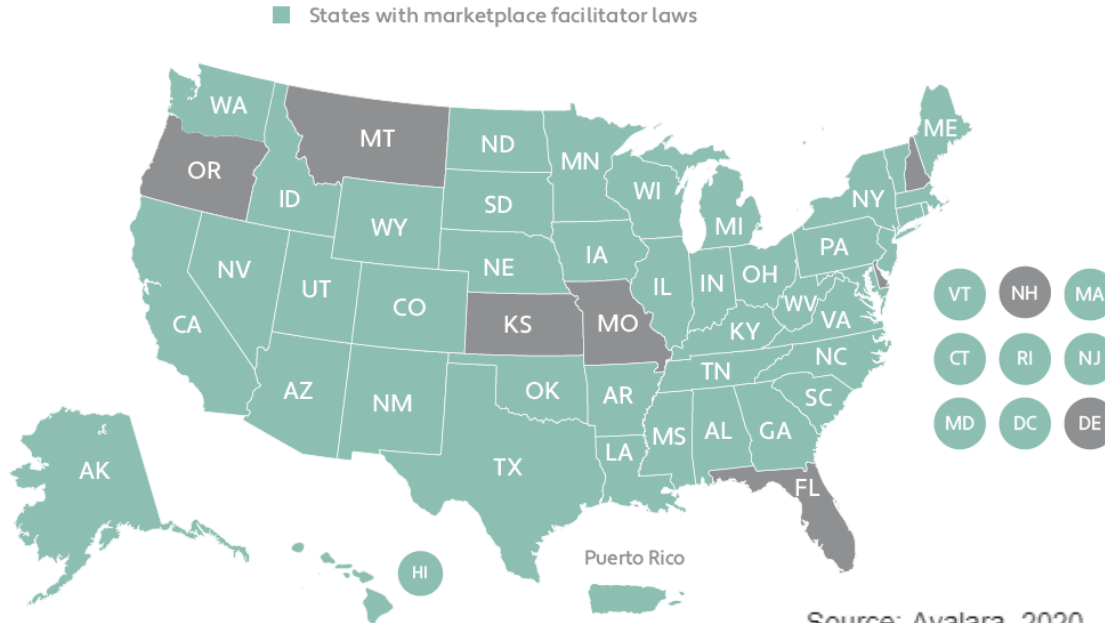 States with marketplace facilitator laws
WA
MT
ND
MN
ME
OR
ID
SD
WI
NY
WY
MI
PA
IA
NE
NV
UT
CO
IL
IN
OH
WV
VA
CA
KS
MO
KY
NC
TN
AZ
NM
OK
AR
SC
MS
AL
GA
LA
TX
FL
AK
HI
Puerto Rico
VT
NH
MA
CT
RI
NJ
MD
DC
DE
Source: Avalara, 2020